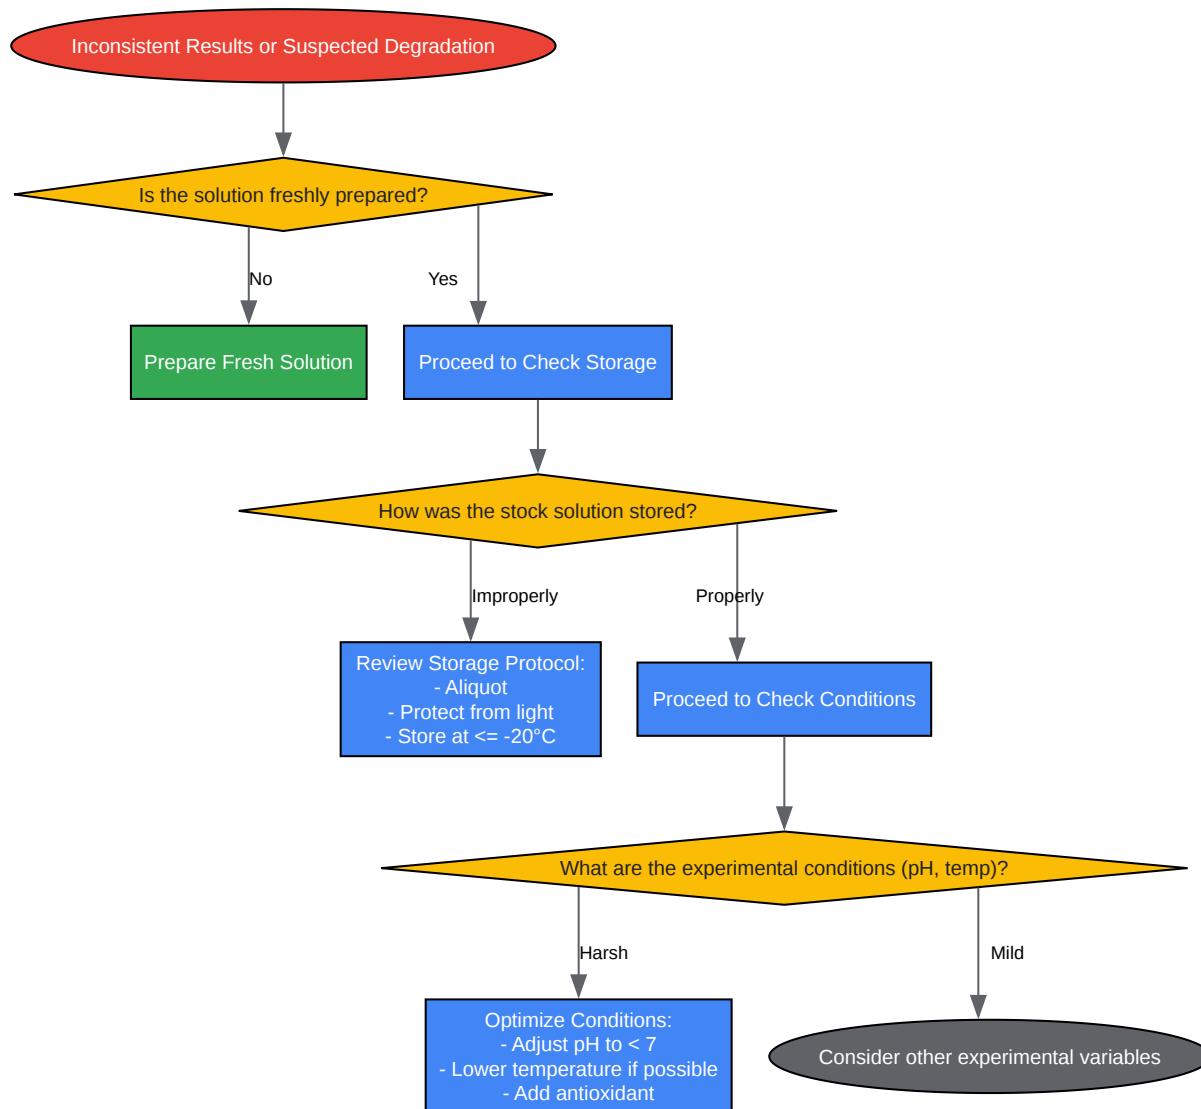 Inconsistent Results or Suspected Degradation
Is the solution freshly prepared?
No
Yes
Prepare Fresh Solution
Proceed to Check Storage
How was the stock solution stored?
Improperly
Properly
Review Storage Protocol:
- Aliquot
- Protect from light
- Store at <= -20°C
Proceed to Check Conditions
What are the experimental conditions (pH, temp)?
Harsh
Mild
Optimize Conditions:
- Adjust pH to < 7
- Lower temperature if possible
- Add antioxidant
Consider other experimental variables